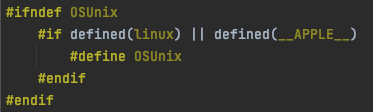 #ifndef OSUnix
    #if defined(linux) || defined(__APPLE__)
        #define OSUnix
    #endif
#endif